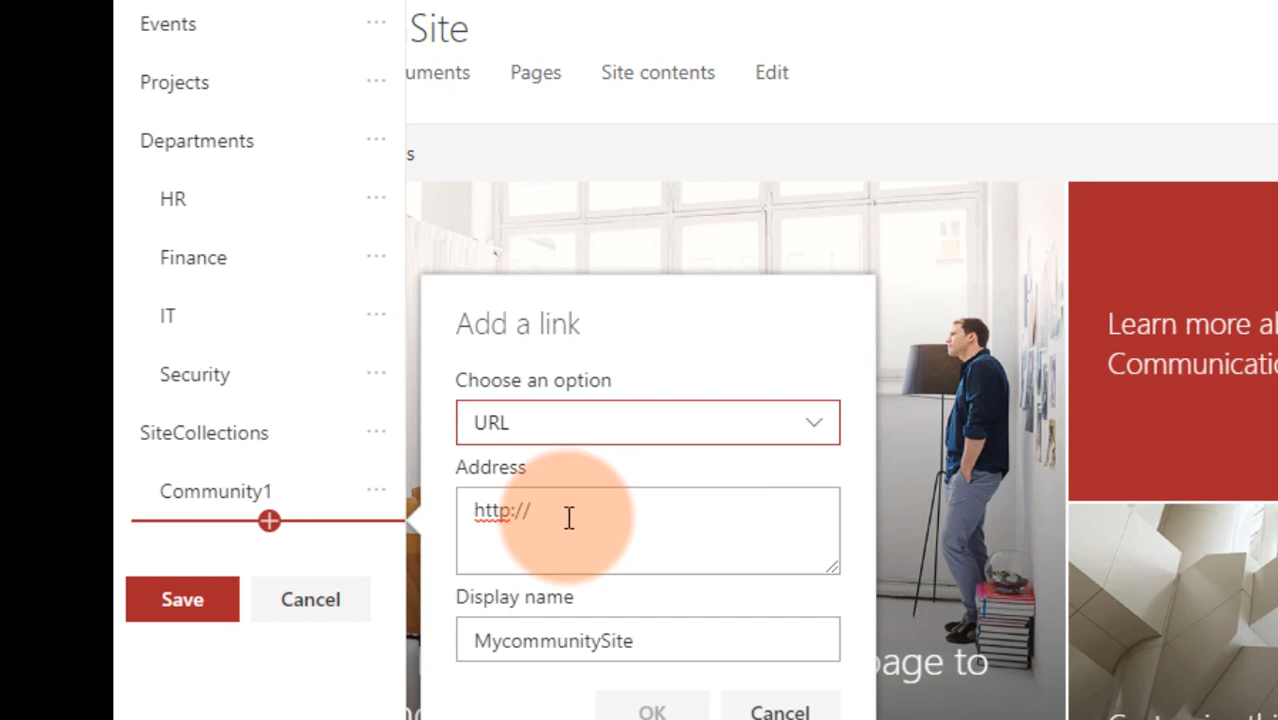 Events
Site
uments Pages Site contents Edit
Projects
Departments
s
HR
Finance
IT
Security
SiteCollections
Community1
Save Cancel
Add a link
Choose an option
URL
Address
http://
Display name
MycommunitySite
OK Cancel
Learn more
Communicati
page to